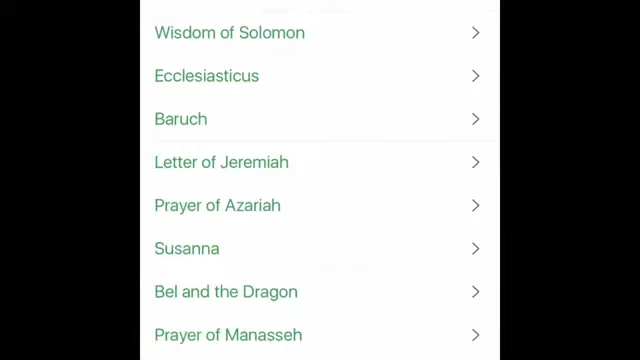 Wisdom of Solomon
Ecclesiasticus
Baruch
Letter of Jeremiah
Prayer of Azariah
Susanna
Bel and the Dragon
Prayer of Manasseh